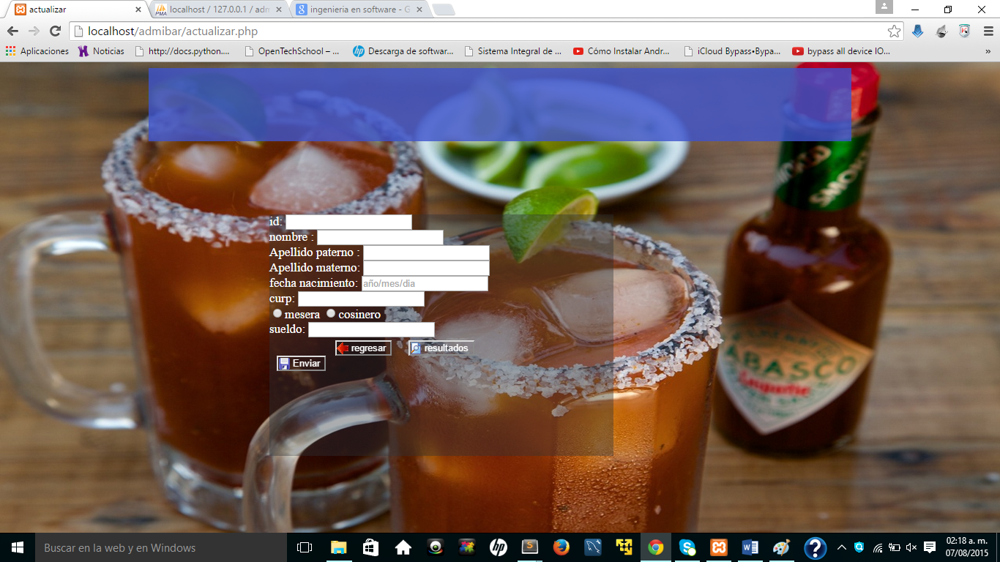 actualizar
localhost / 127.0.0.1 / adm
ingenieria en software - G
localhost/admibar/actualizar.php
Aplicaciones
Noticias
http://docs.python....
OpenTechSchool – ...
Descarga de softwar...
Sistema Integral de ...
Cómo Instalar Andr...
iCloud Bypass•Bypa...
bypass all device IO...
»
SMO
id:
nombre :
Apellido paterno :
Apellido materno:
fecha nacimiento: año/mes/dia
curp:
mesera cosinero
sueldo:
regresar resultados
Enviar
ABASCO
Buscar en la web y en Windows
02:18 a. m.
07/08/2015